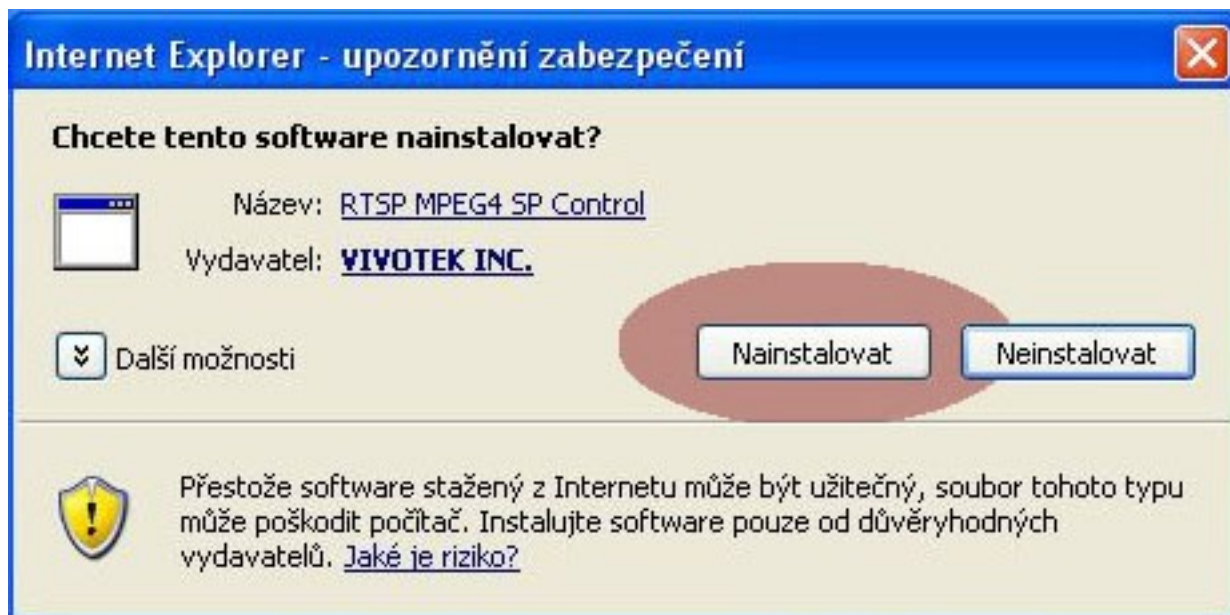 Internet Explorer - upozornění zabezpečení
Chcete tento software nainstalovat?
Název: RTSP MPEG4 SP Control
Vydavatel: VIVOTEK INC.
Další možnosti
Nainstalovat
Neinstalovat
Přestože software stažený z Internetu může být užitečný, soubor tohoto typu
může poškodit počítač. Instalujte software pouze od důvěryhodných
vydavatelů. Jaké je riziko?